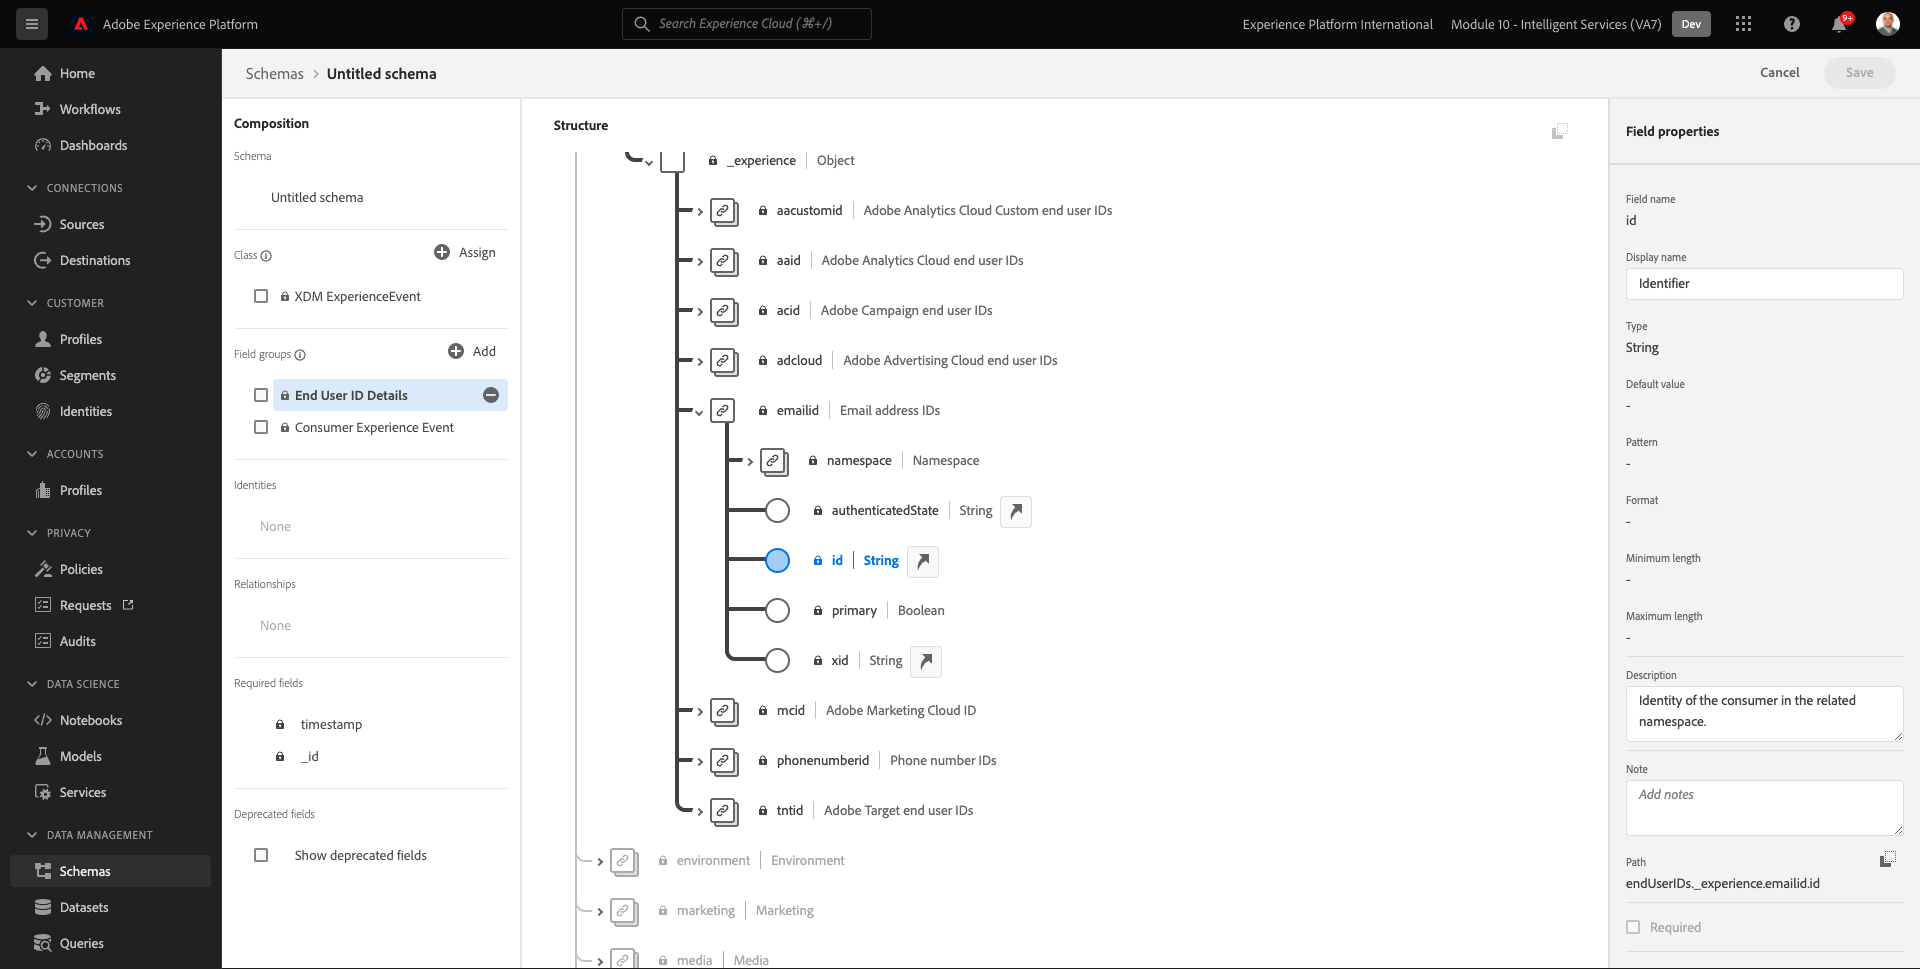 Adobe Experience Platform
Search Experience Cloud (⌘+/)
Experience Platform International
Module 10 - Intelligent Services (VA7)
Dev
9+
Home
Workflows
Dashboards
CONNECTIONS
Sources
Destinations
CUSTOMER
Profiles
Segments
Identities
ACCOUNTS
Profiles
PRIVACY
Policies
Requests
Audits
DATA SCIENCE
Notebooks
Models
Services
DATA MANAGEMENT
Schemas
Datasets
Queries
Schemas > Untitled schema
Cancel
Save
Composition
Schema
Untitled schema
Class
Assign
XDM ExperienceEvent
Field groups
Add
End User ID Details
Consumer Experience Event
Identities
None
Relationships
None
Required fields
timestamp
_id
Deprecated fields
Show deprecated fields
Structure
_experience | Object
aacustomid | Adobe Analytics Cloud Custom end user IDs
aaid | Adobe Analytics Cloud end user IDs
acid | Adobe Campaign end user IDs
adcloud | Adobe Advertising Cloud end user IDs
emailid | Email address IDs
namespace | Namespace
authenticatedState | String
id | String
primary | Boolean
xid | String
mcid | Adobe Marketing Cloud ID
phonenumberid | Phone number IDs
tntid | Adobe Target end user IDs
environment | Environment
marketing | Marketing
media | Media
Field properties
Field name
id
Display name
Identifier
Type
String
Default value
-
Pattern
-
Format
-
Minimum length
-
Maximum length
-
Description
Identity of the consumer in the related
namespace.
Note
Add notes
Path
endUserIDs._experience.emailid.id
Required